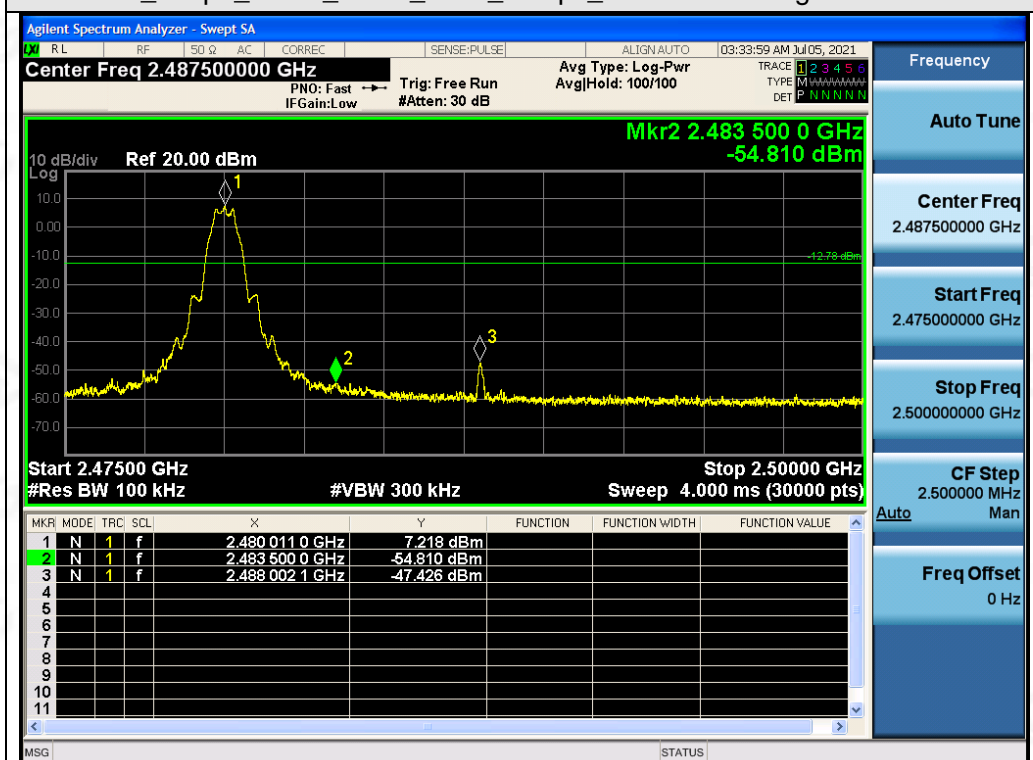 Agilent Spectrum Analyzer - Swept SA
LXI RL RF 50 Ω AC CORREC SENSE:PULSE ALIGN AUTO 03:33:59 AM Jul 05, 2021
Center Freq 2.487500000 GHz
PNO: Fast
IFGain:Low
Trig: Free Run
#Atten: 30 dB
Avg Type: Log-Pwr
Avg|Hold: 100/100
TRACE 1 2 3 4 5 6
TYPE M W W W W W
DET P N N N N N
Frequency
Auto Tune
Center Freq
2.487500000 GHz
Start Freq
2.475000000 GHz
Stop Freq
2.500000000 GHz
CF Step
2.500000 MHz
Auto Man
Freq Offset
0 Hz
Mkr2 2.483 500 0 GHz
-54.810 dBm
10 dB/div Ref 20.00 dBm
Log
10.0
0.00
-10.0
-20.0
-30.0
-40.0
-50.0
-60.0
-70.0
1
-12.78 dBm
2
3
Start 2.47500 GHz Stop 2.50000 GHz
#Res BW 100 kHz #VBW 300 kHz Sweep 4.000 ms (30000 pts)
MKR MODE TRC SCL X Y FUNCTION FUNCTION WIDTH FUNCTION VALUE
1 N 1 f 2.480 011 0 GHz 7.218 dBm
2 N 1 f 2.483 500 0 GHz -54.810 dBm
3 N 1 f 2.488 002 1 GHz -47.426 dBm
4
5
6
7
8
9
10
11
MSG STATUS